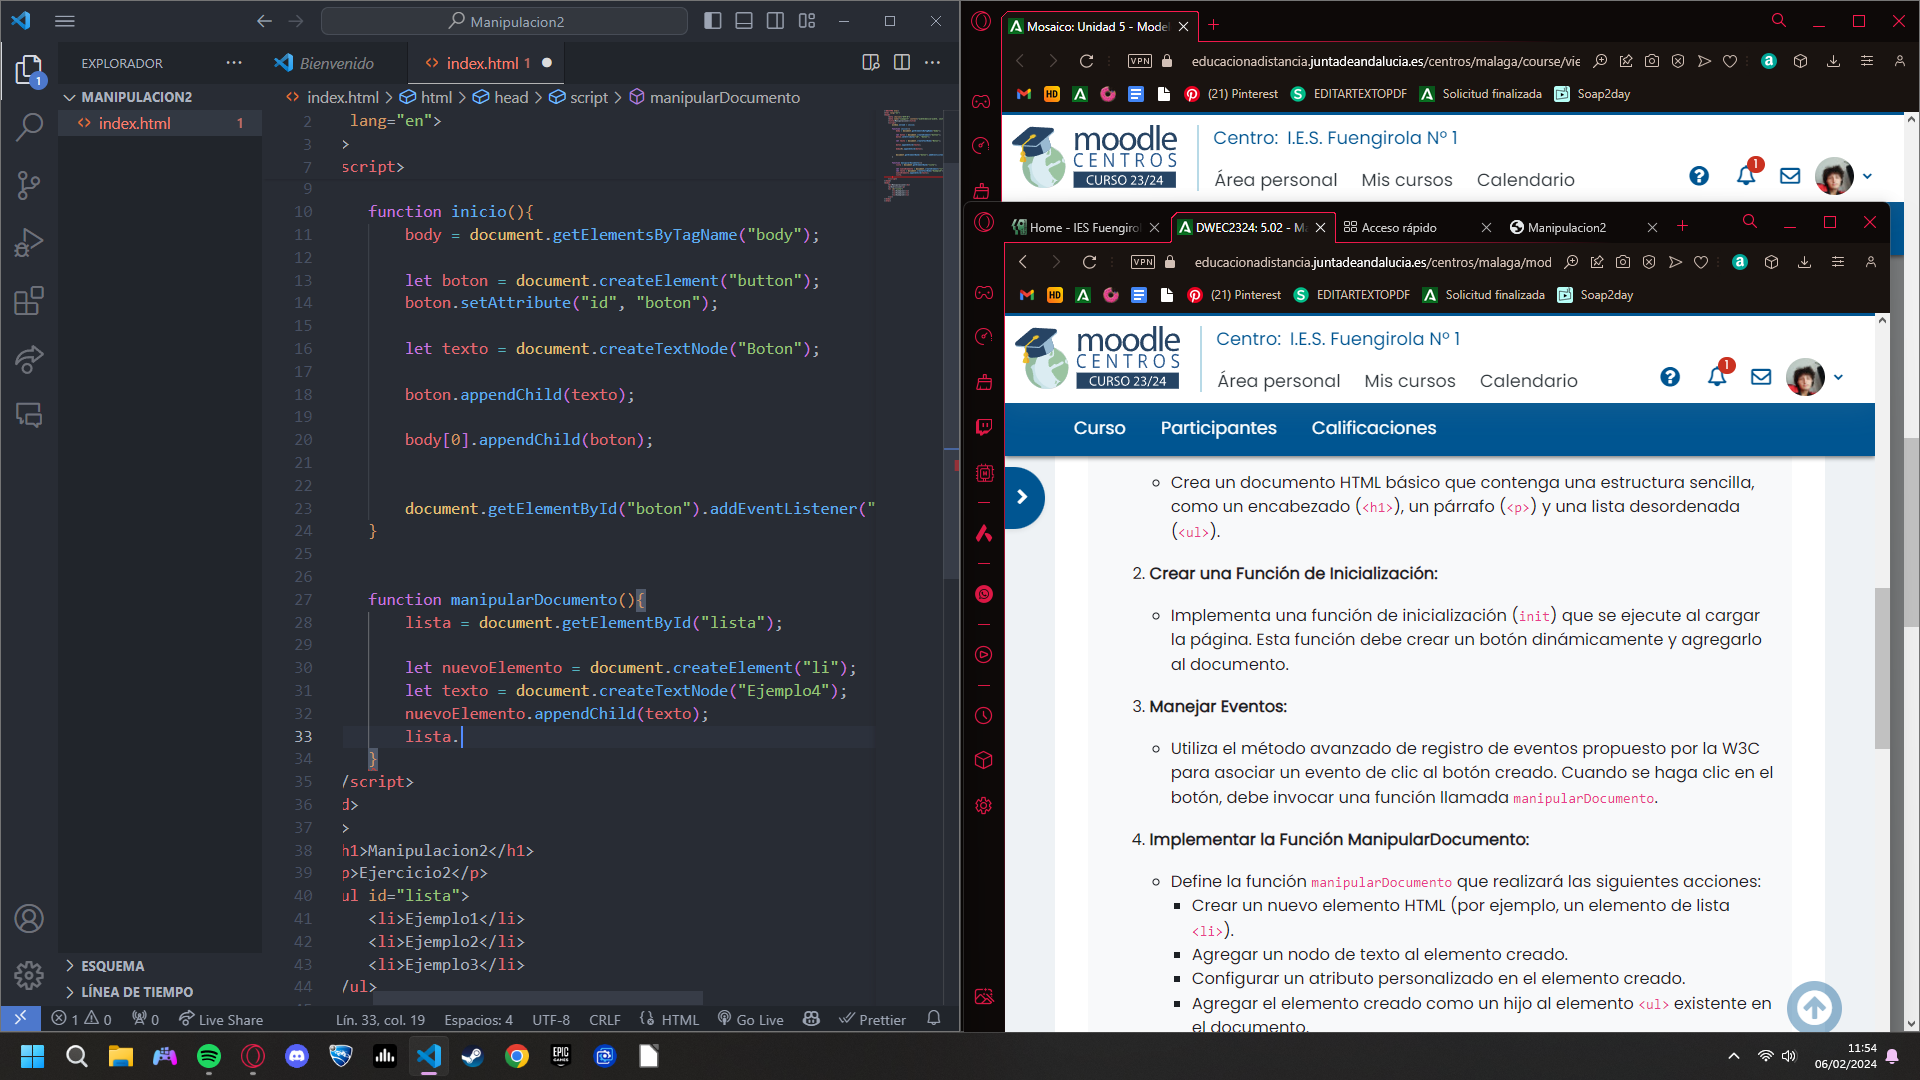 Manipulacion2
EXPLORADOR
Bienvenido
index.html 1
MANIPULACION2
index.html 1
index.html > html > head > script > manipularDocumento
2 lang="en">
3 >
7 script>
9
10 function inicio(){
11 body = document.getElementsByTagName("body");
12
13 let boton = document.createElement("button");
14 boton.setAttribute("id", "boton");
15
16 let texto = document.createTextNode("Boton");
17
18 boton.appendChild(texto);
19
20 body[0].appendChild(boton);
21
22
23 document.getElementById("boton").addEventListener("
24 }
25
26
27 function manipularDocumento(){
28 lista = document.getElementById("lista");
29
30 let nuevoElemento = document.createElement("li");
31 let texto = document.createTextNode("Ejemplo4");
32 nuevoElemento.appendChild(texto);
33 lista.
34 }
35 /script>
36 d>
37 >
38 h1>Manipulacion2</h1>
39 p>Ejercicio2</p>
40 ul id="lista">
41 <li>Ejemplo1</li>
42 <li>Ejemplo2</li>
43 <li>Ejemplo3</li>
44 /ul>
ESQUEMA
LÍNEA DE TIEMPO
1 0 0 Live Share Lín. 33, col. 19 Espacios: 4 UTF-8 CRLF HTML Go Live Prettier
Mosaico: Unidad 5 - Model
VPN educacionadistancia.juntadeandalucia.es/centros/malaga/course/vie
HD (21) Pinterest EDITARTEXTOPDF Solicitud finalizada Soap2day
moodle
CENTROS
CURSO 23/24
Centro: I.E.S. Fuengirola Nº 1
Área personal Mis cursos Calendario
1
Home - IES Fuengirol
DWEC2324: 5.02 - Ma
Acceso rápido
Manipulacion2
VPN educacionadistancia.juntadeandalucia.es/centros/malaga/mod
HD (21) Pinterest EDITARTEXTOPDF Solicitud finalizada Soap2day
moodle
CENTROS
CURSO 23/24
Centro: I.E.S. Fuengirola Nº 1
Área personal Mis cursos Calendario
1
Curso Participantes Calificaciones
Crea un documento HTML básico que contenga una estructura sencilla,
como un encabezado (<h1>), un párrafo (<p>) y una lista desordenada
(<ul>).
2. Crear una Función de Inicialización:
Implementa una función de inicialización (init) que se ejecute al cargar
la página. Esta función debe crear un botón dinámicamente y agregarlo
al documento.
3. Manejar Eventos:
Utiliza el método avanzado de registro de eventos propuesto por la W3C
para asociar un evento de clic al botón creado. Cuando se haga clic en el
botón, debe invocar una función llamada manipularDocumento.
4. Implementar la Función ManipularDocumento:
Define la función manipularDocumento que realizará las siguientes acciones:
Crear un nuevo elemento HTML (por ejemplo, un elemento de lista
<li>).
Agregar un nodo de texto al elemento creado.
Configurar un atributo personalizado en el elemento creado.
Agregar el elemento creado como un hijo al elemento <ul> existente en
el documento.
EPIC
GAMES
11:54
06/02/2024